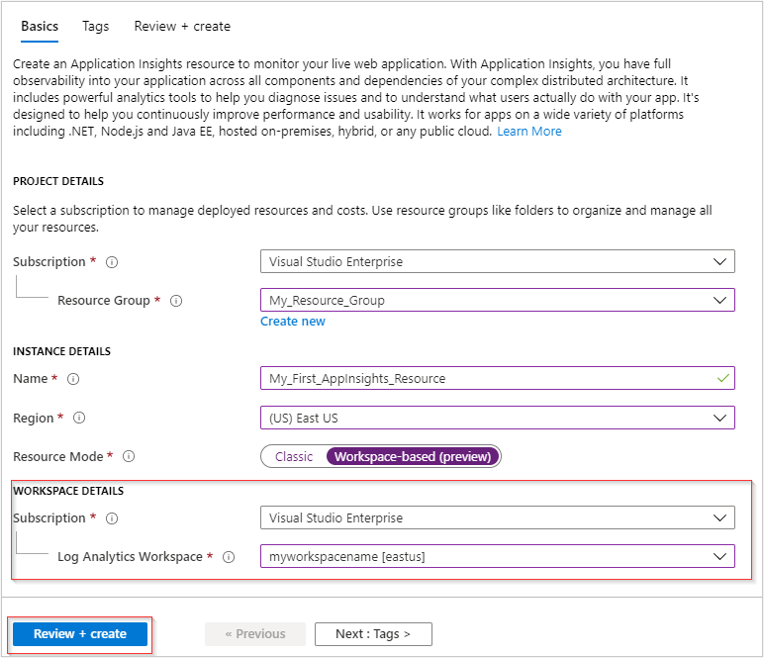 Basics Tags Review + create
Create an Application Insights resource to monitor your live web application. With Application Insights, you have full
observability into your application across all components and dependencies of your complex distributed architecture. It
includes powerful analytics tools to help you diagnose issues and to understand what users actually do with your app. It's
designed to help you continuously improve performance and usability. It works for apps on a wide variety of platforms
including .NET, Node.js and Java EE, hosted on-premises, hybrid, or any public cloud. Learn More
PROJECT DETAILS
Select a subscription to manage deployed resources and costs. Use resource groups like folders to organize and manage all
your resources.
Subscription * Visual Studio Enterprise
Resource Group * My_Resource_Group
Create new
INSTANCE DETAILS
Name * My_First_AppInsights_Resource
Region * (US) East US
Resource Mode * Classic Workspace-based (preview)
WORKSPACE DETAILS
Subscription * Visual Studio Enterprise
Log Analytics Workspace * myworkspacename [eastus]
Review + create « Previous Next : Tags >